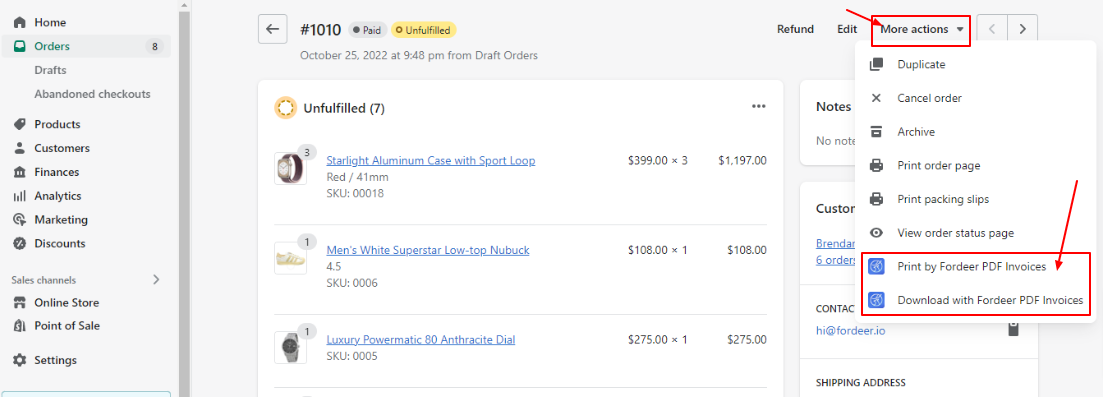 Home
Orders 8
Drafts
Abandoned checkouts
Products
Customers
Finances
Analytics
Marketing
Discounts
Sales channels
Online Store
Point of Sale
Settings
#1010 Paid Unfulfilled
October 25, 2022 at 9:48 pm from Draft Orders
Refund Edit More actions
Unfulfilled (7)
3
Starlight Aluminum Case with Sport Loop $399.00 × 3 $1,197.00
Red / 41mm
SKU: 00018
1
Men's White Superstar Low-top Nubuck $108.00 × 1 $108.00
4.5
SKU: 0006
1
Luxury Powermatic 80 Anthracite Dial $275.00 × 1 $275.00
SKU: 0005
Duplicate
Cancel order
Archive
Print order page
Print packing slips
View order status page
Print by Fordeer PDF Invoices
Download with Fordeer PDF Invoices
Notes
No note
Custom
Brendan
6 orders
CONTAC
hi@fordeer.io
SHIPPING ADDRESS